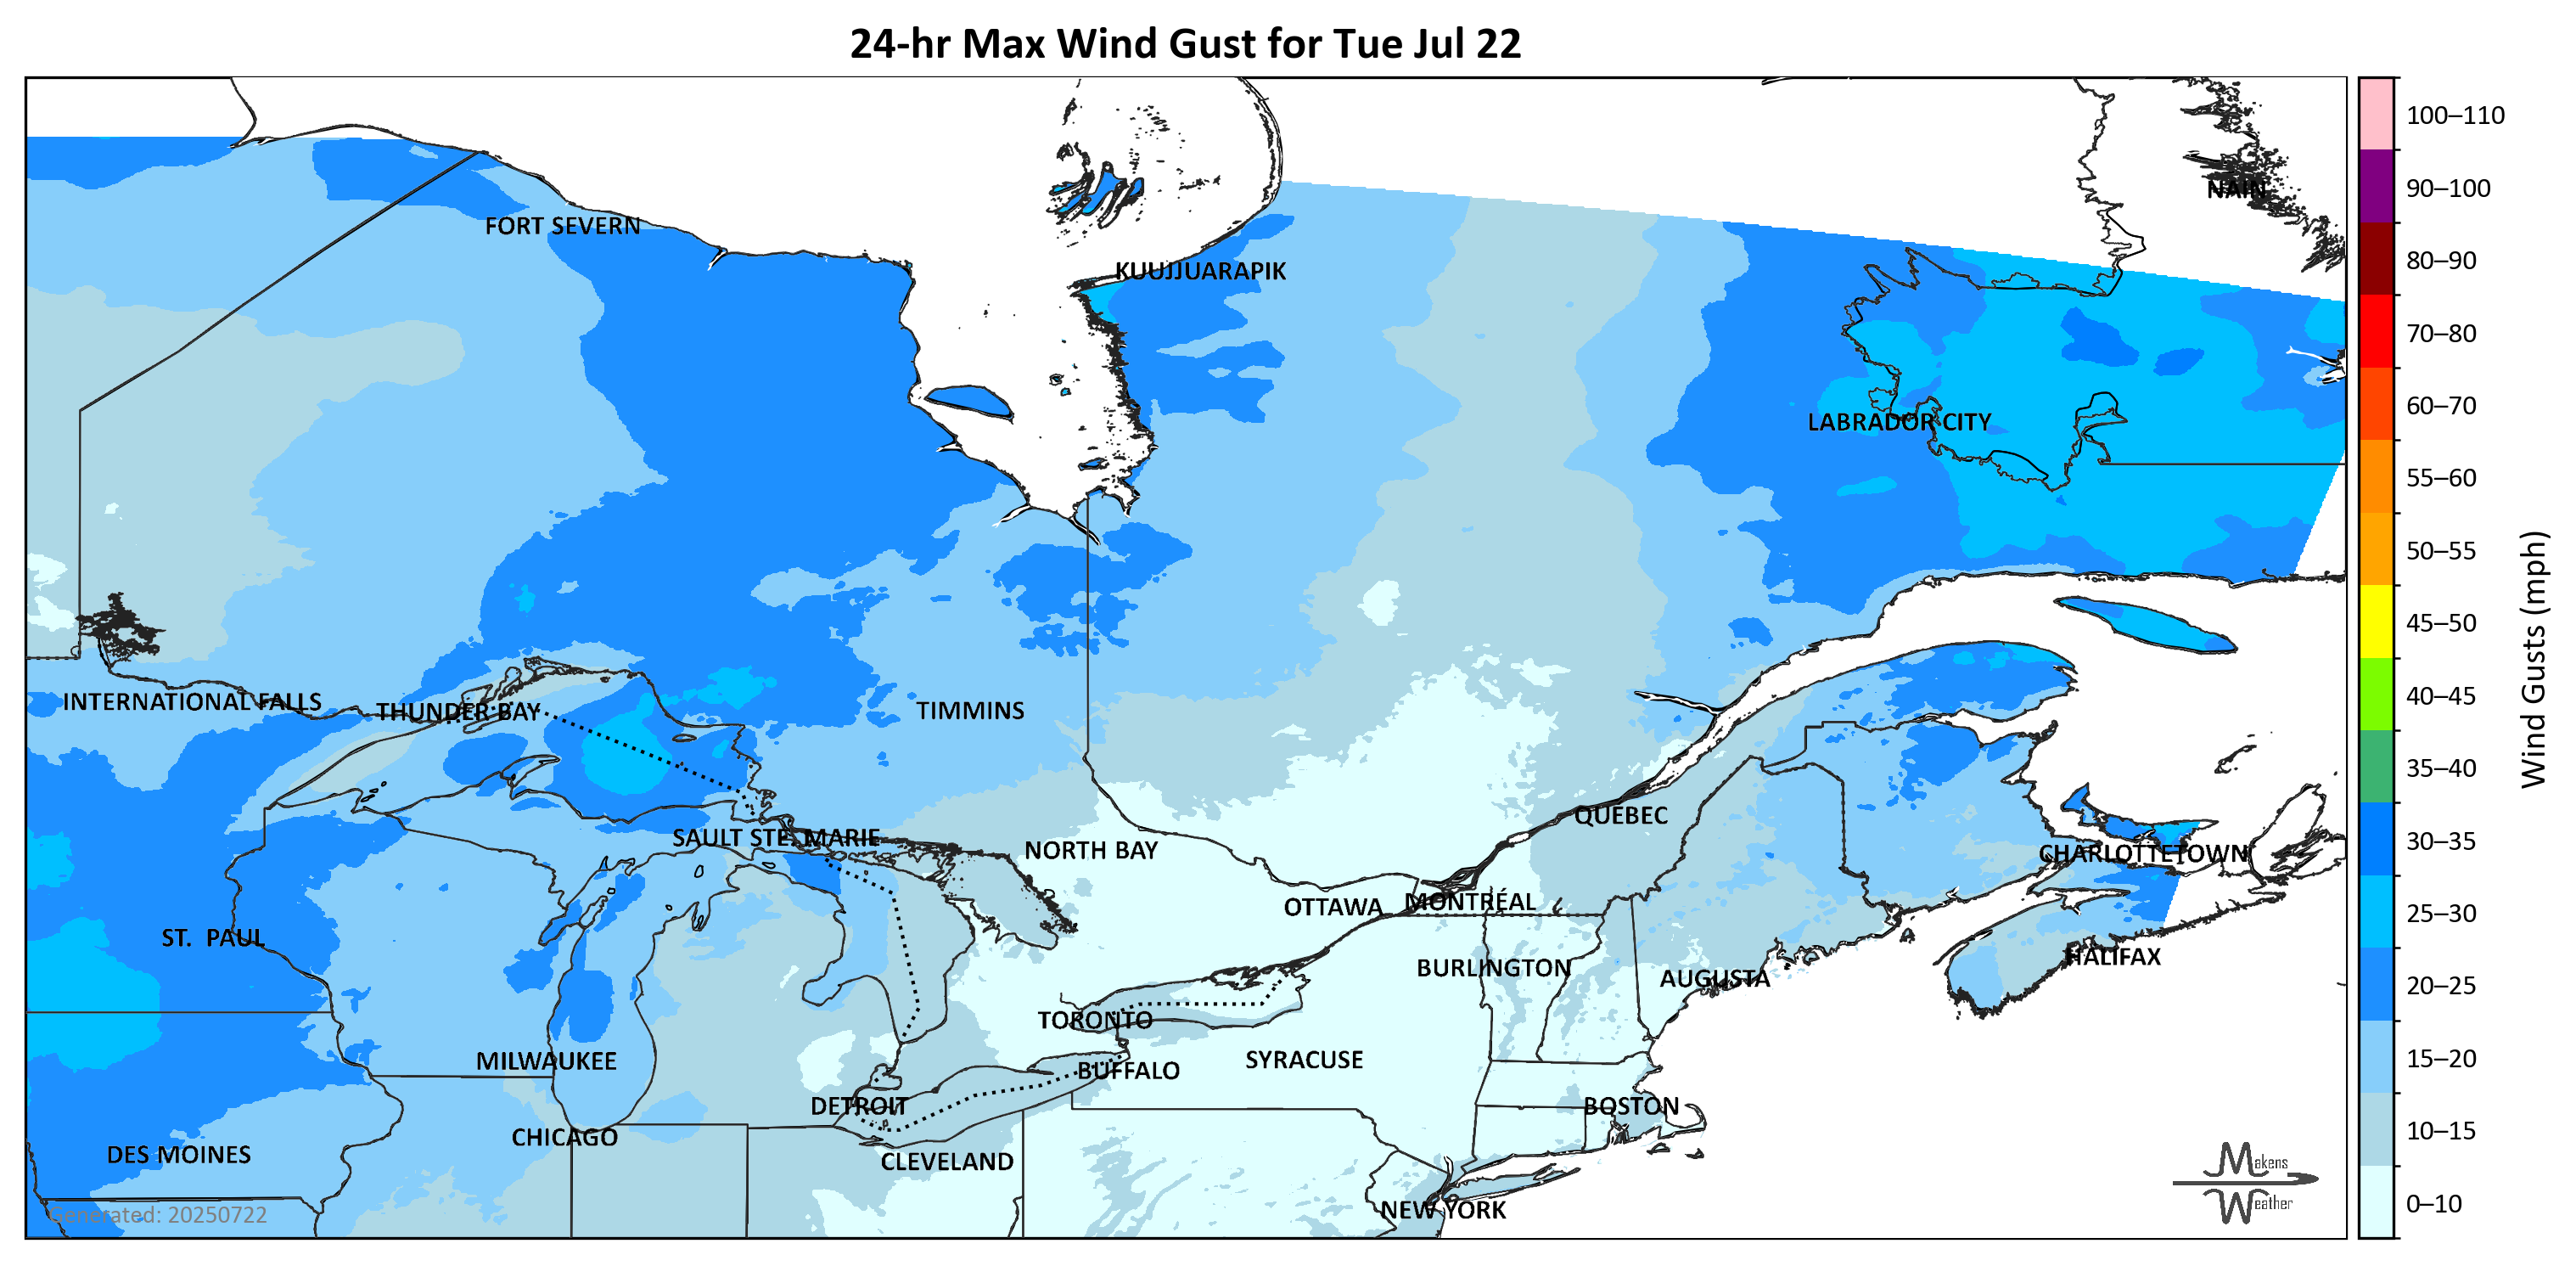 24-hr Max Wind Gust for Tue Jul 22
100–110
90–100
NAIN
FORT SEVERN
80–90
KUUJJUARAPIK
70–80
60–70
LABRADOR CITY
55–60
50–55
45–50
Wind Gusts (mph)
40–45
INTERNATIONAL FALLS
THUNDER BAY
TIMMINS
35–40
QUÉBEC
30–35
SAULT STE. MARIE
NORTH BAY
CHARLOTTETOWN
OTTAWA
MONTRÉAL
25–30
ST. PAUL
HALIFAX
BURLINGTON
AUGUSTA
20–25
TORONTO
MILWAUKEE
SYRACUSE
15–20
BUFFALO
DETROIT
BOSTON
10–15
CHICAGO
DES MOINES
CLEVELAND
Makens
Weather
0–10
NEW YORK
Generated: 20250722